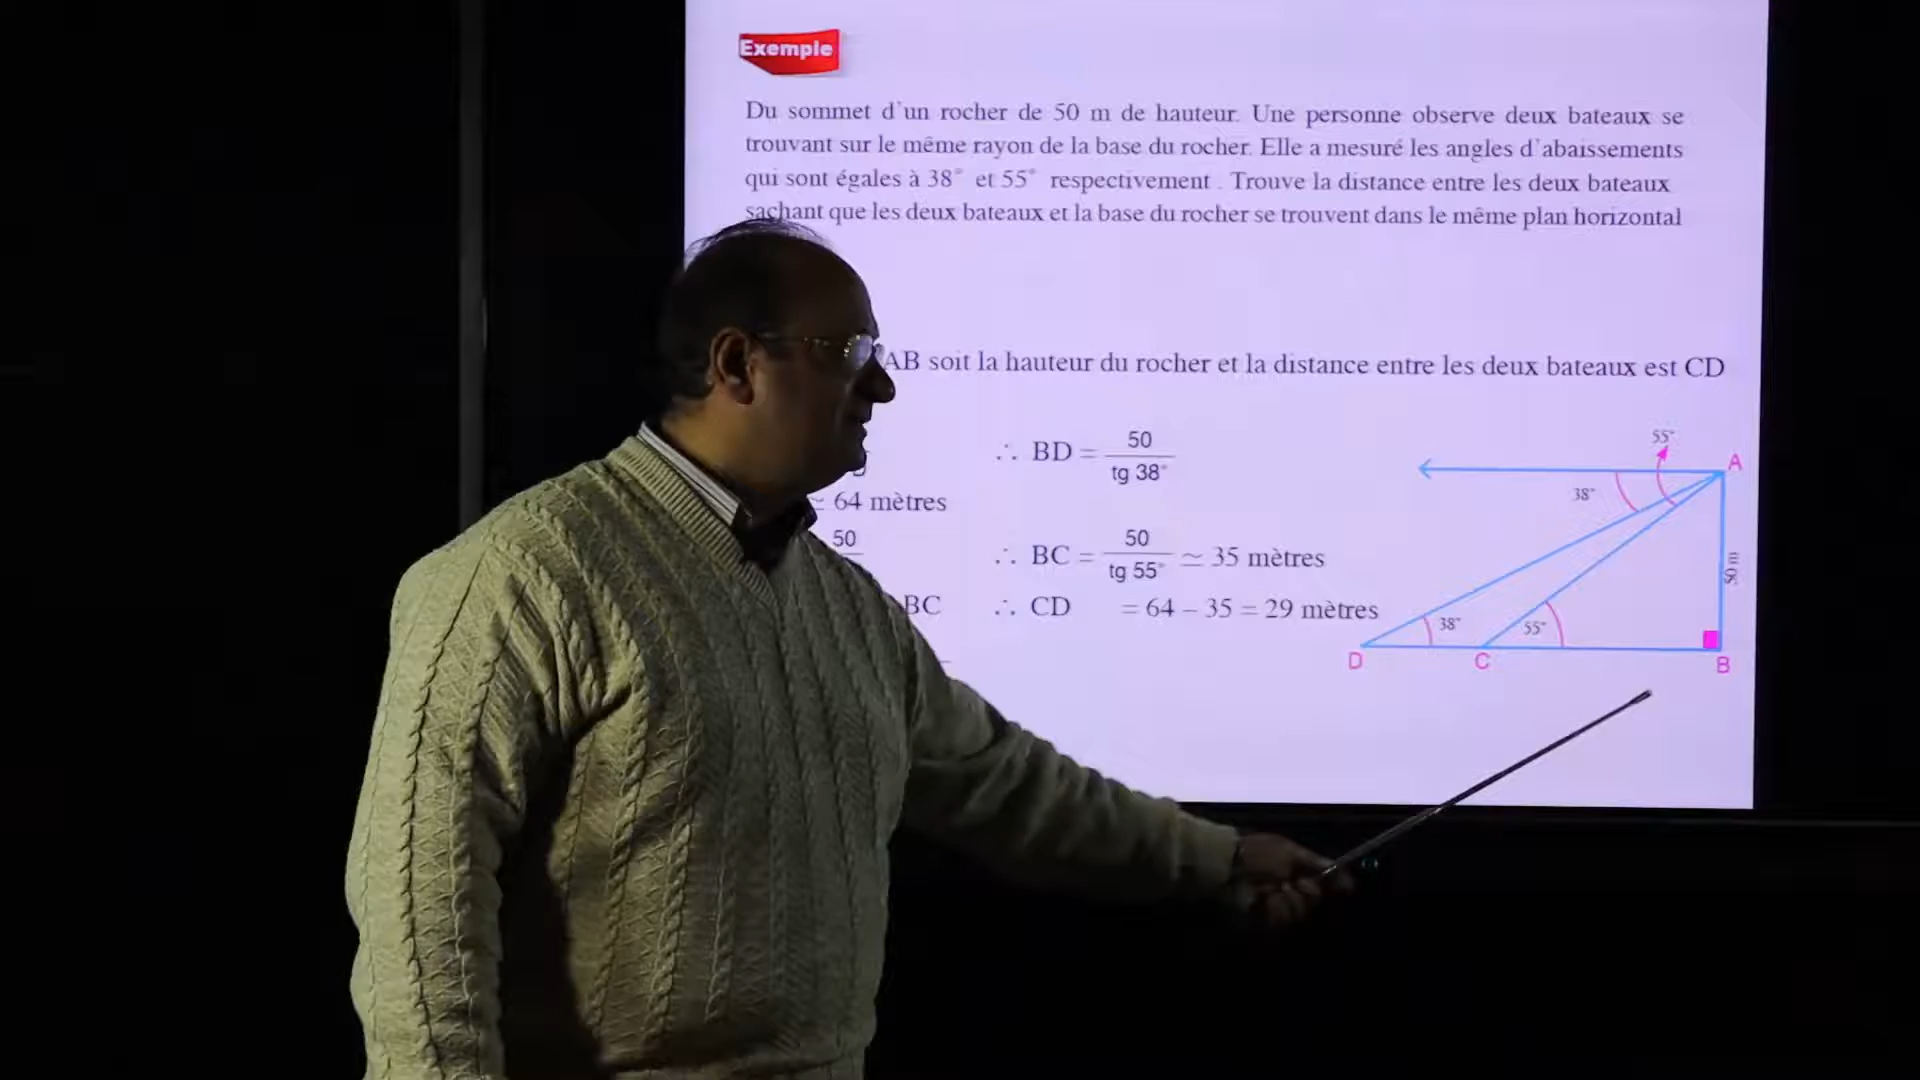 Exemple
Du sommet d'un rocher de 50 m de hauteur. Une personne observe deux bateaux se
trouvant sur le même rayon de la base du rocher. Elle a mesuré les angles d'abaissements
qui sont égales à 38° et 55° respectivement . Trouve la distance entre les deux bateaux
sachant que les deux bateaux et la base du rocher se trouvent dans le même plan horizontal
AB soit la hauteur du rocher et la distance entre les deux bateaux est CD
∴ BD = 50 / tg 38°
≃ 64 mètres
50
∴ BC = 50 / tg 55° ≃ 35 mètres
BC ∴ CD = 64 – 35 = 29 mètres
55°
A
38°
50 m
38°
55°
D
C
B